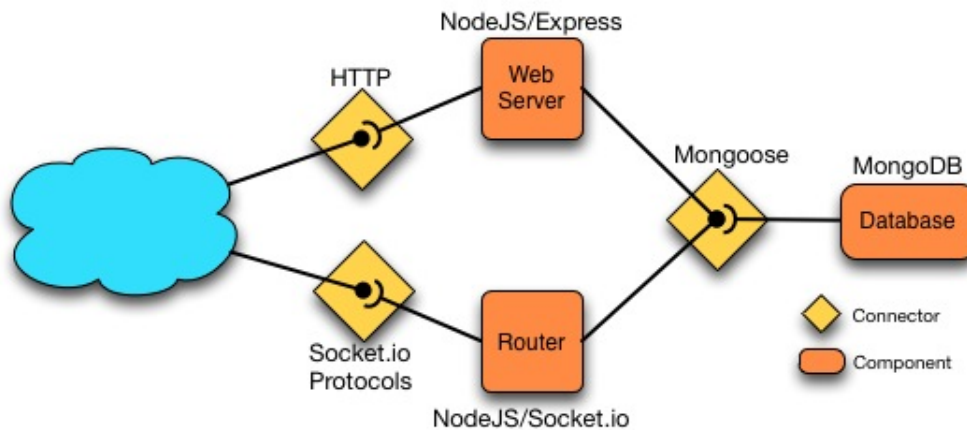 NodeJS/Express
Web
Server
HTTP
Mongoose
MongoDB
Database
Socket.io
Protocols
Router
NodeJS/Socket.io
Connector
Component